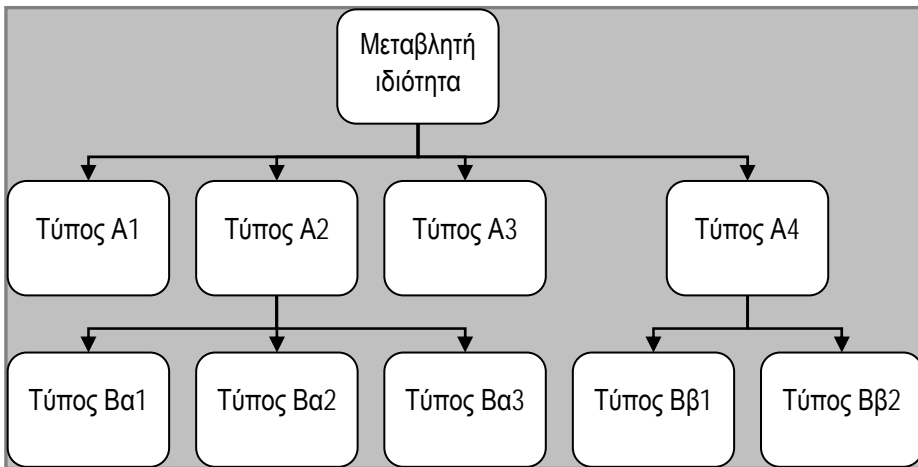 Μεταβλητή
ιδιότητα
Τύπος Α1
Τύπος Α2
Τύπος Α3
Τύπος Α4
Τύπος Βα1
Τύπος Βα2
Τύπος Βα3
Τύπος Ββ1
Τύπος Ββ2